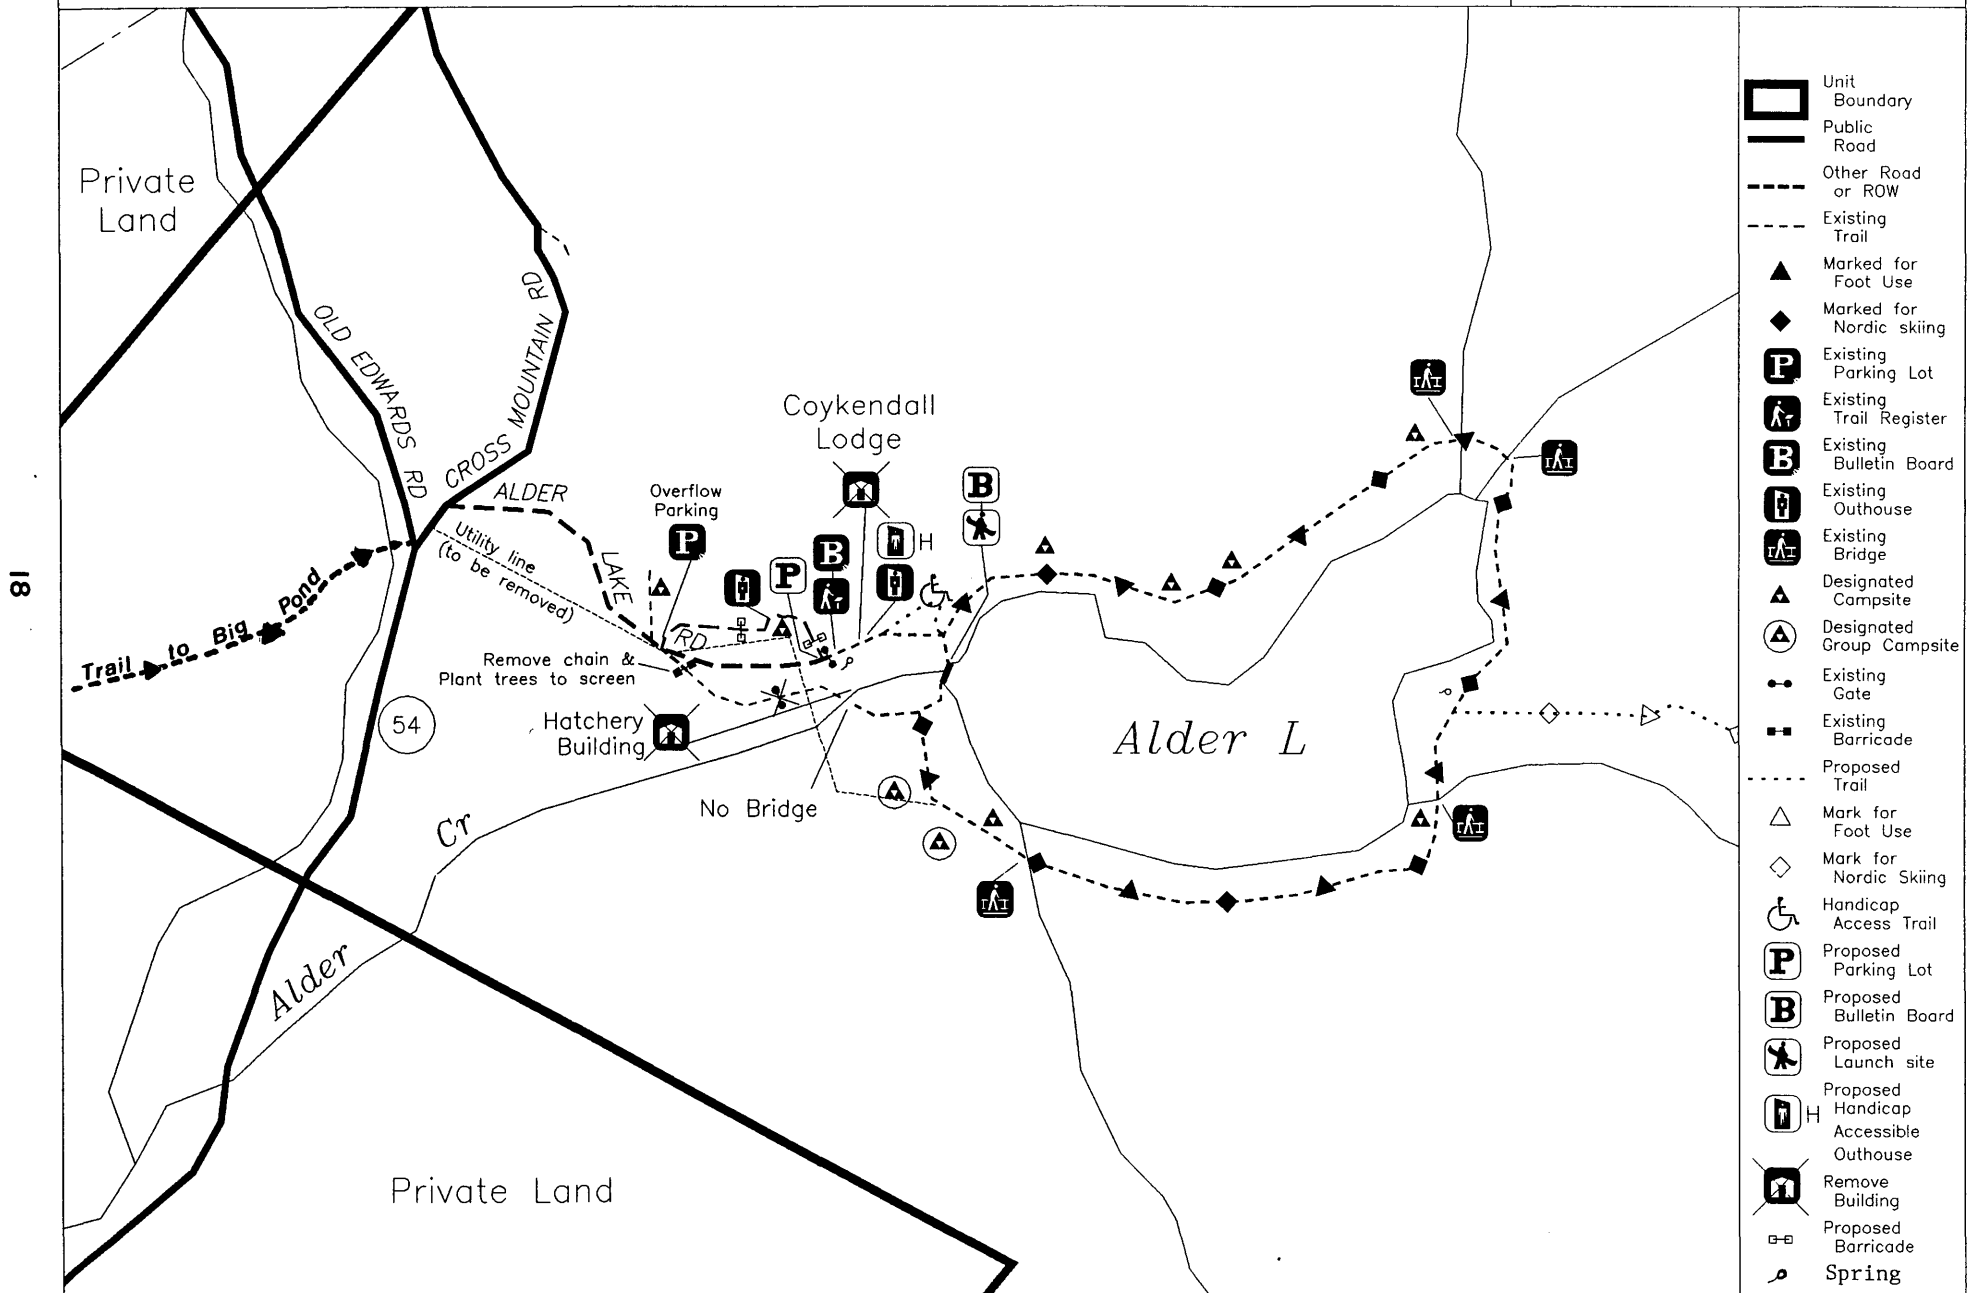 Private
Land
OLD EDWARDS RD
CROSS MOUNTAIN RD
ALDER
LAKE
RD
Utility line
(to be removed)
Trail to Big Pond
54
Overflow
Parking
P
Coykendall
Lodge
H
B
P
B
Remove chain &
Plant trees to screen
Hatchery
Building
No Bridge
Alder L
Alder Cr
Private Land
18
Unit
Boundary
Public
Road
Other Road
or ROW
Existing
Trail
Marked for
Foot Use
Marked for
Nordic skiing
P
Existing
Parking Lot
Existing
Trail Register
B
Existing
Bulletin Board
Existing
Outhouse
Existing
Bridge
Designated
Campsite
Designated
Group Campsite
Existing
Gate
Existing
Barricade
Proposed
Trail
Mark for
Foot Use
Mark for
Nordic Skiing
Handicap
Access Trail
P
Proposed
Parking Lot
B
Proposed
Bulletin Board
Proposed
Launch site
H
Proposed
Handicap
Accessible
Outhouse
Remove
Building
Proposed
Barricade
Spring